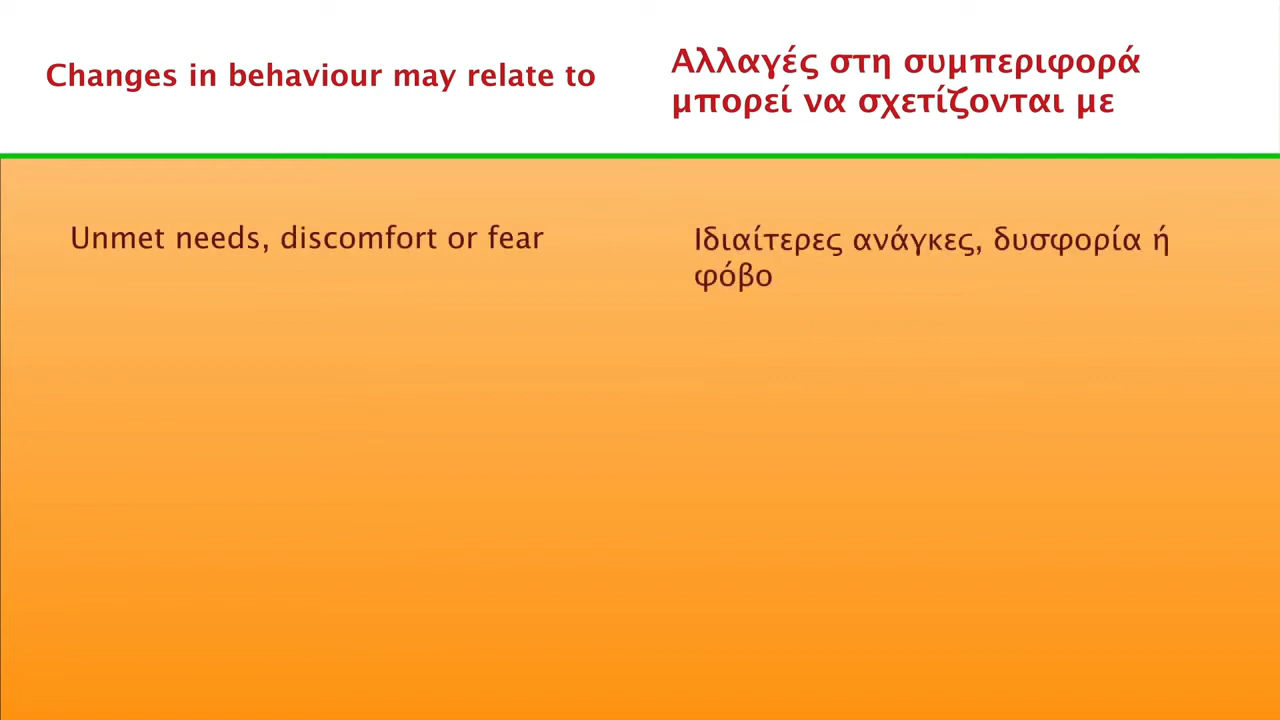 Changes in behaviour may relate to
Αλλαγές στη συμπεριφορά
μπορεί να σχετίζονται με
Unmet needs, discomfort or fear
Ιδιαίτερες ανάγκες, δυσφορία ή
φόβο